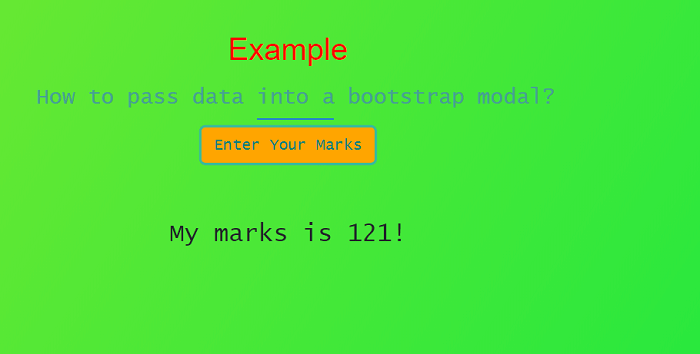 Example
How to pass data into a bootstrap modal?
Enter Your Marks
My marks is 121!